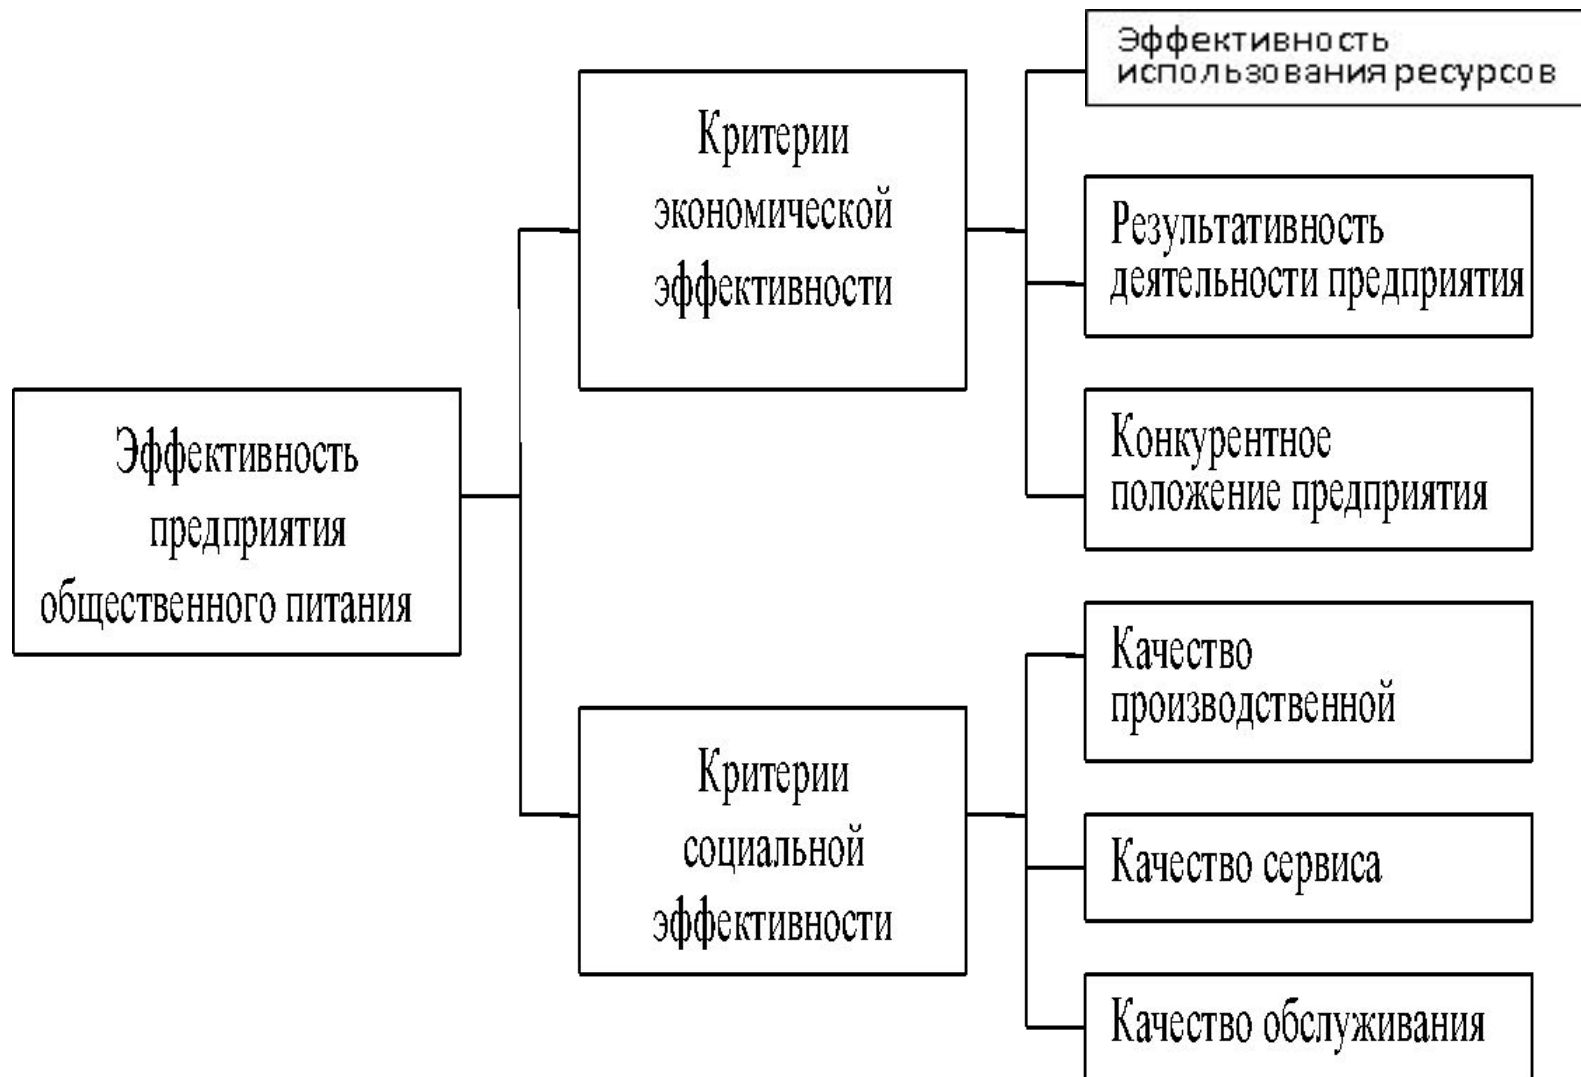 Эффективность
предприятия
общественного питания
Критерии
экономической
эффективности
Эффективность
использования ресурсов
Результативность
деятельности предприятия
Конкурентное
положение предприятия
Критерии
социальной
эффективности
Качество
производственной
Качество сервиса
Качество обслуживания